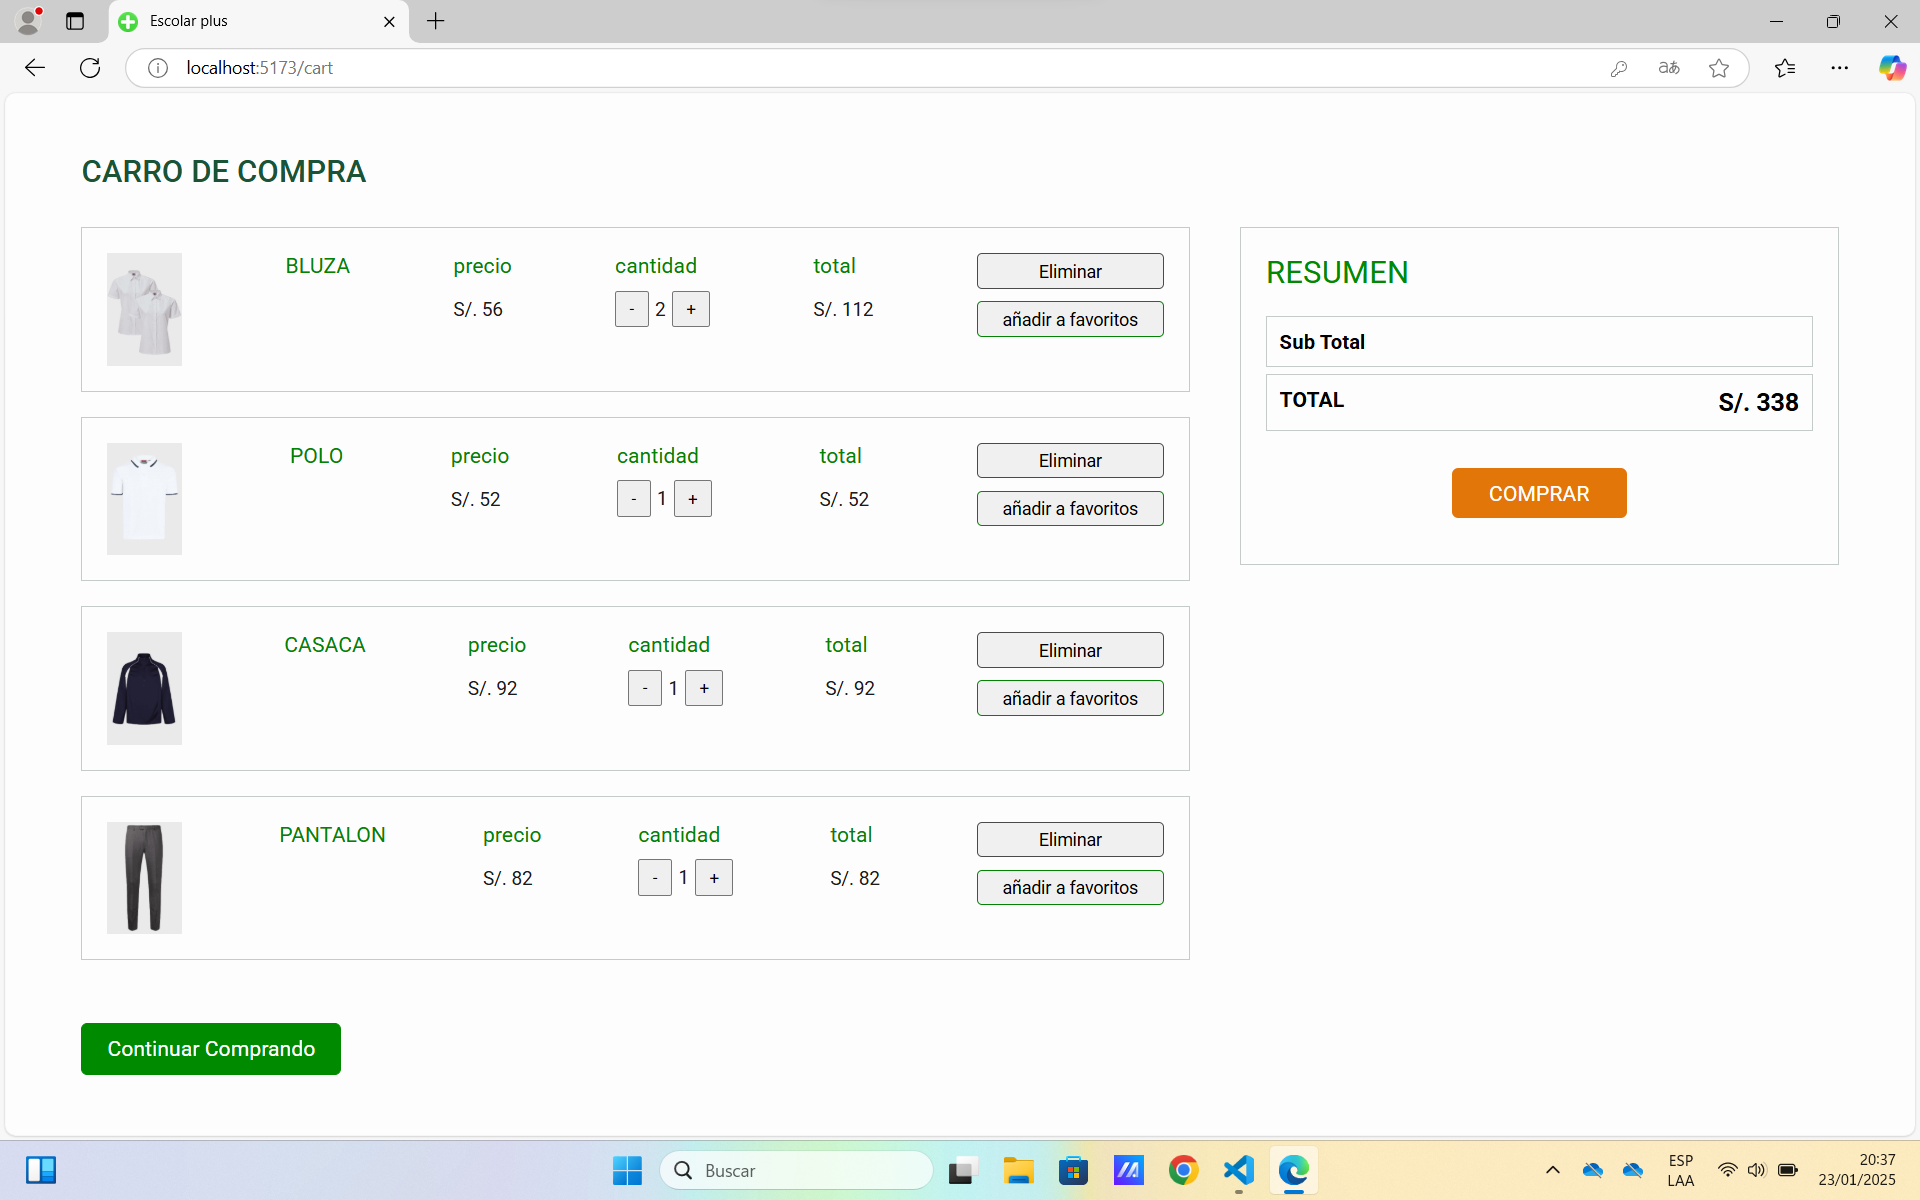 Escolar plus
localhost:5173/cart
CARRO DE COMPRA
BLUZA precio cantidad total Eliminar
S/. 56 - 2 + S/. 112 añadir a favoritos
POLO precio cantidad total Eliminar
S/. 52 - 1 + S/. 52 añadir a favoritos
CASACA precio cantidad total Eliminar
S/. 92 - 1 + S/. 92 añadir a favoritos
PANTALON precio cantidad total Eliminar
S/. 82 - 1 + S/. 82 añadir a favoritos
Continuar Comprando
RESUMEN
Sub Total
TOTAL S/. 338
COMPRAR
Buscar
ESP
LAA
20:37
23/01/2025